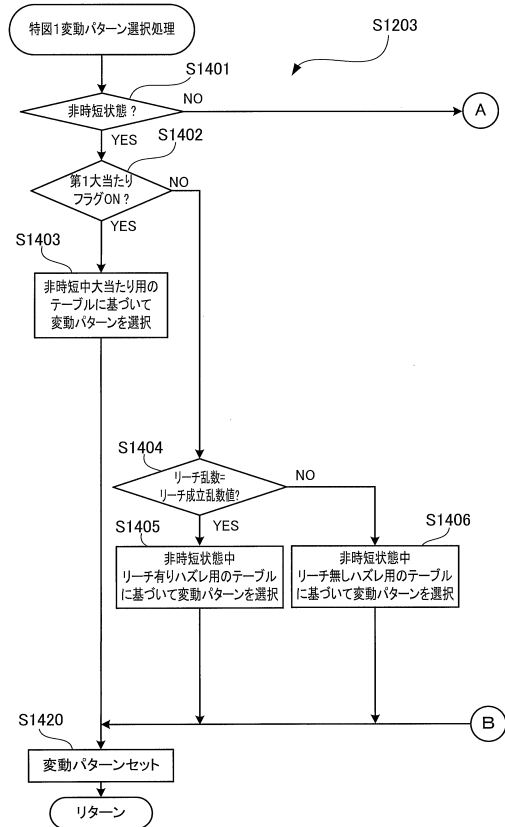 特図1変動パターン選択処理
S1203
S1401
非時短状態?
NO
A
YES
S1402
第1大当たり
フラグON?
NO
YES
S1403
非時短中大当たり用の
テーブルに基づいて
変動パターンを選択
S1404
リーチ乱数=
リーチ成立乱数値?
NO
YES
S1405
非時短状態中
リーチ有りハズレ用のテーブル
に基づいて変動パターンを選択
S1406
非時短状態中
リーチ無しハズレ用のテーブル
に基づいて変動パターンを選択
B
S1420
変動パターンセット
リターン